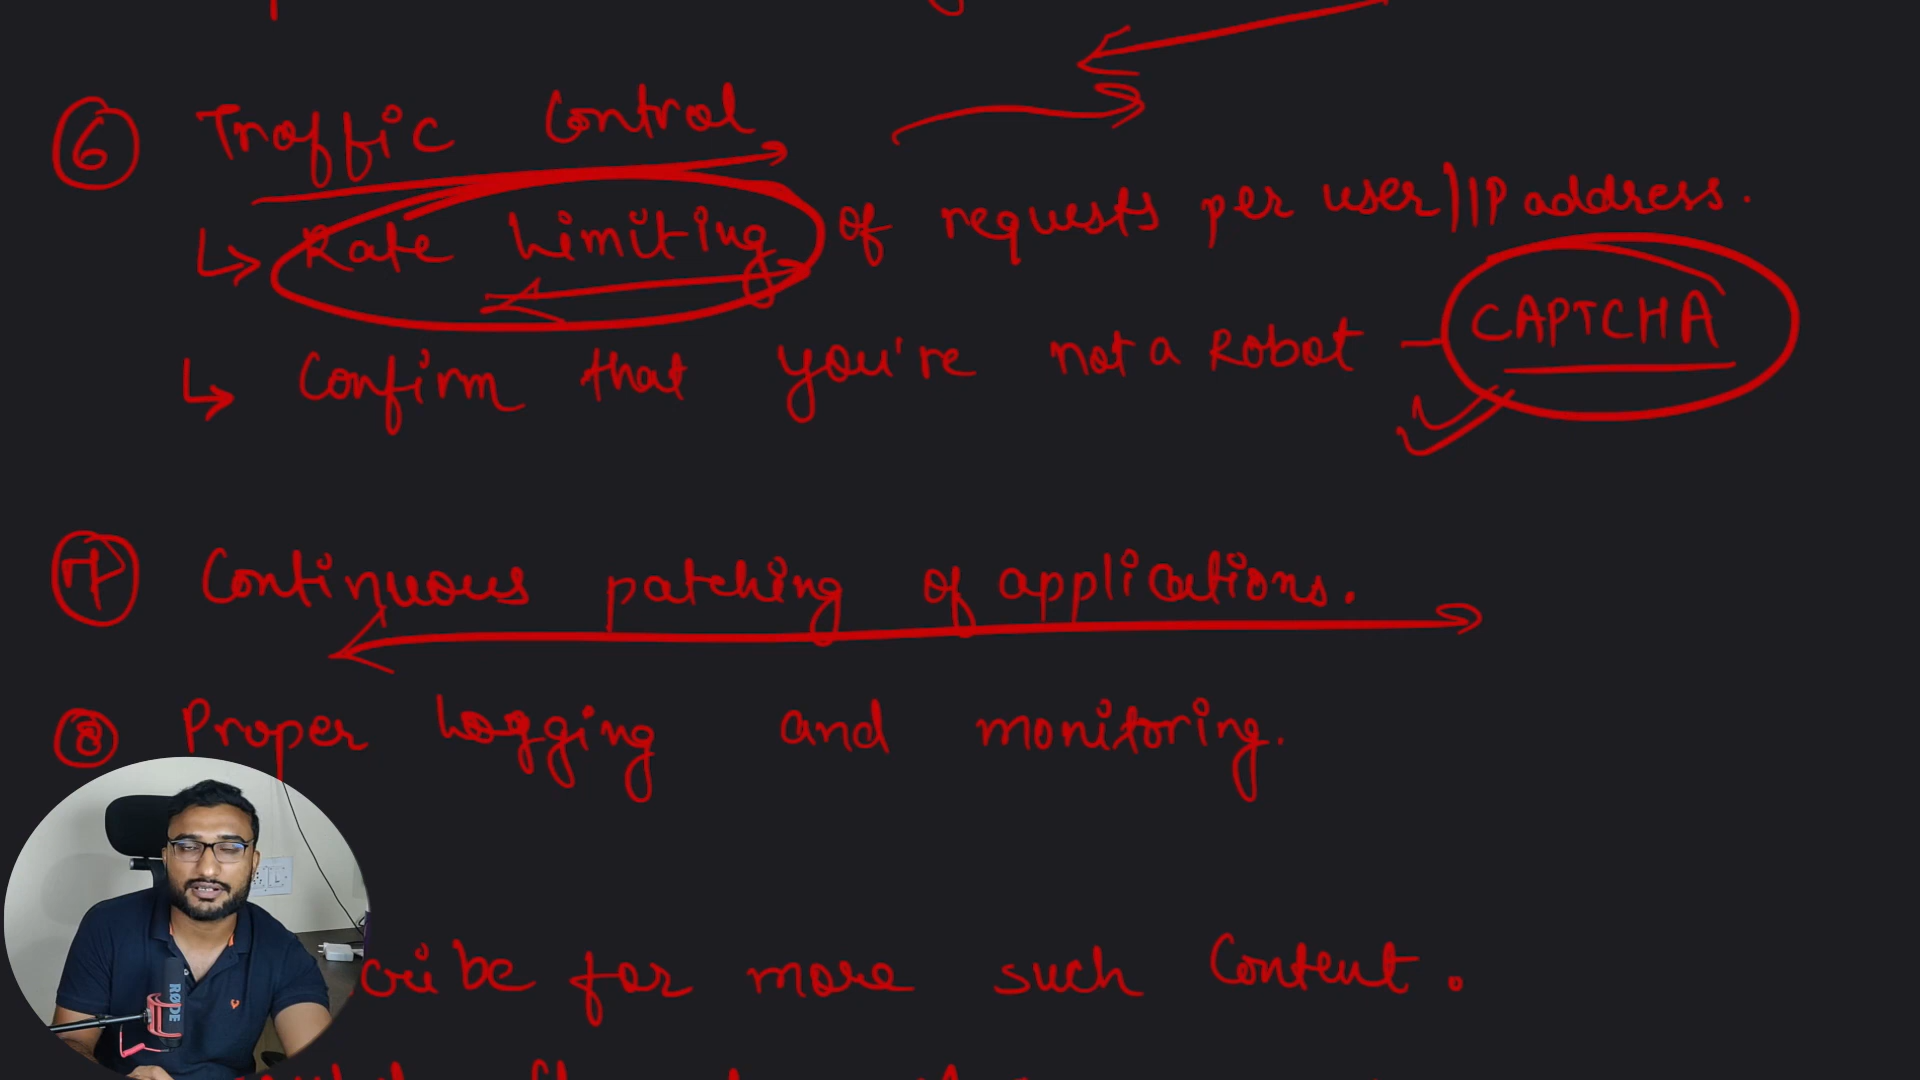 6 Traffic Control
↳ Rate Limiting of requests per user/IP address.
↳ Confirm that you're not a Robot - CAPTCHA
7 Continuous patching of applications.
8 Proper Logging and monitoring.
cribe for more such Content.
RØDE